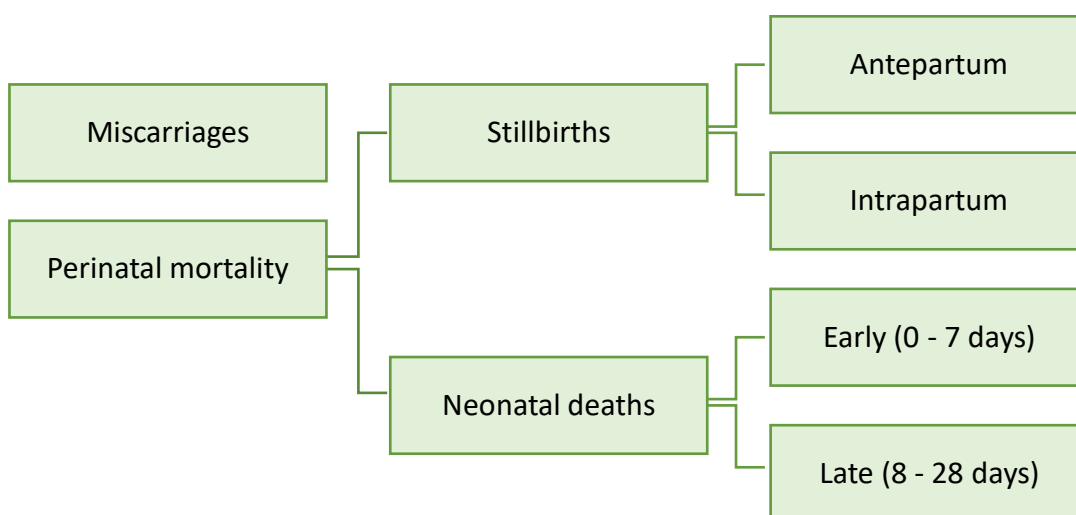 Miscarriages
Perinatal mortality
Stillbirths
Neonatal deaths
Antepartum
Intrapartum
Early (0 - 7 days)
Late (8 - 28 days)